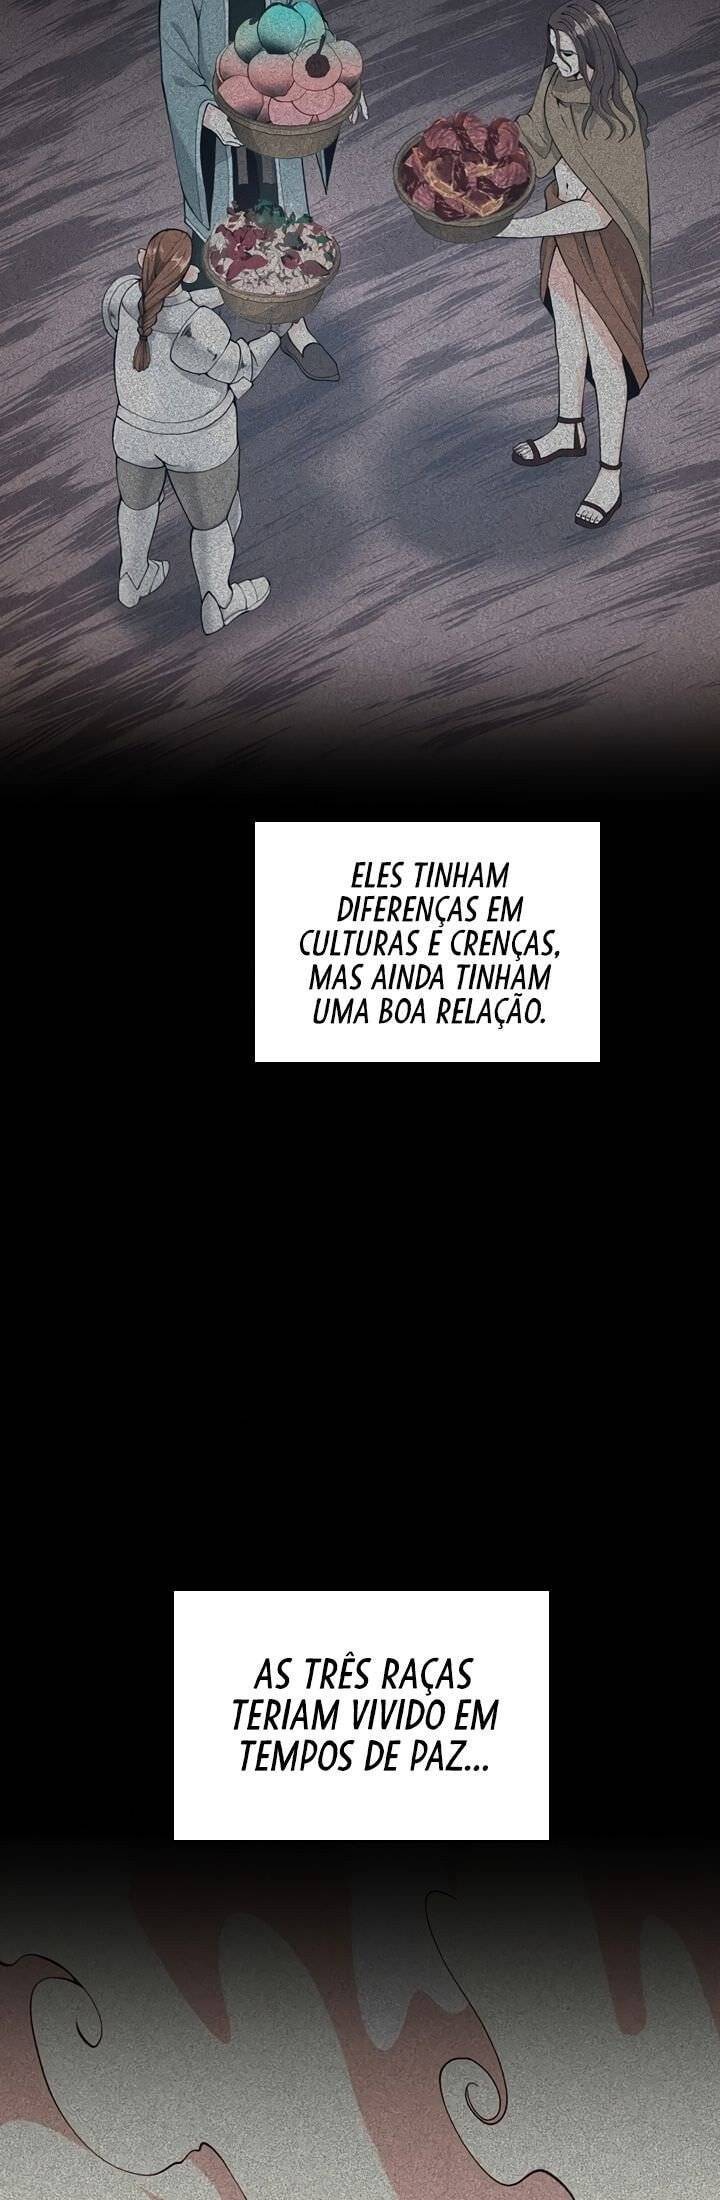 ELES TINHAM
DIFERENÇAS EM
CULTURAS E CRENÇAS,
MAS AINDA TINHAM
UMA BOA RELAÇÃO.
AS TRÊS RAÇAS
TERIAM VIVIDO EM
TEMPOS DE PAZ...